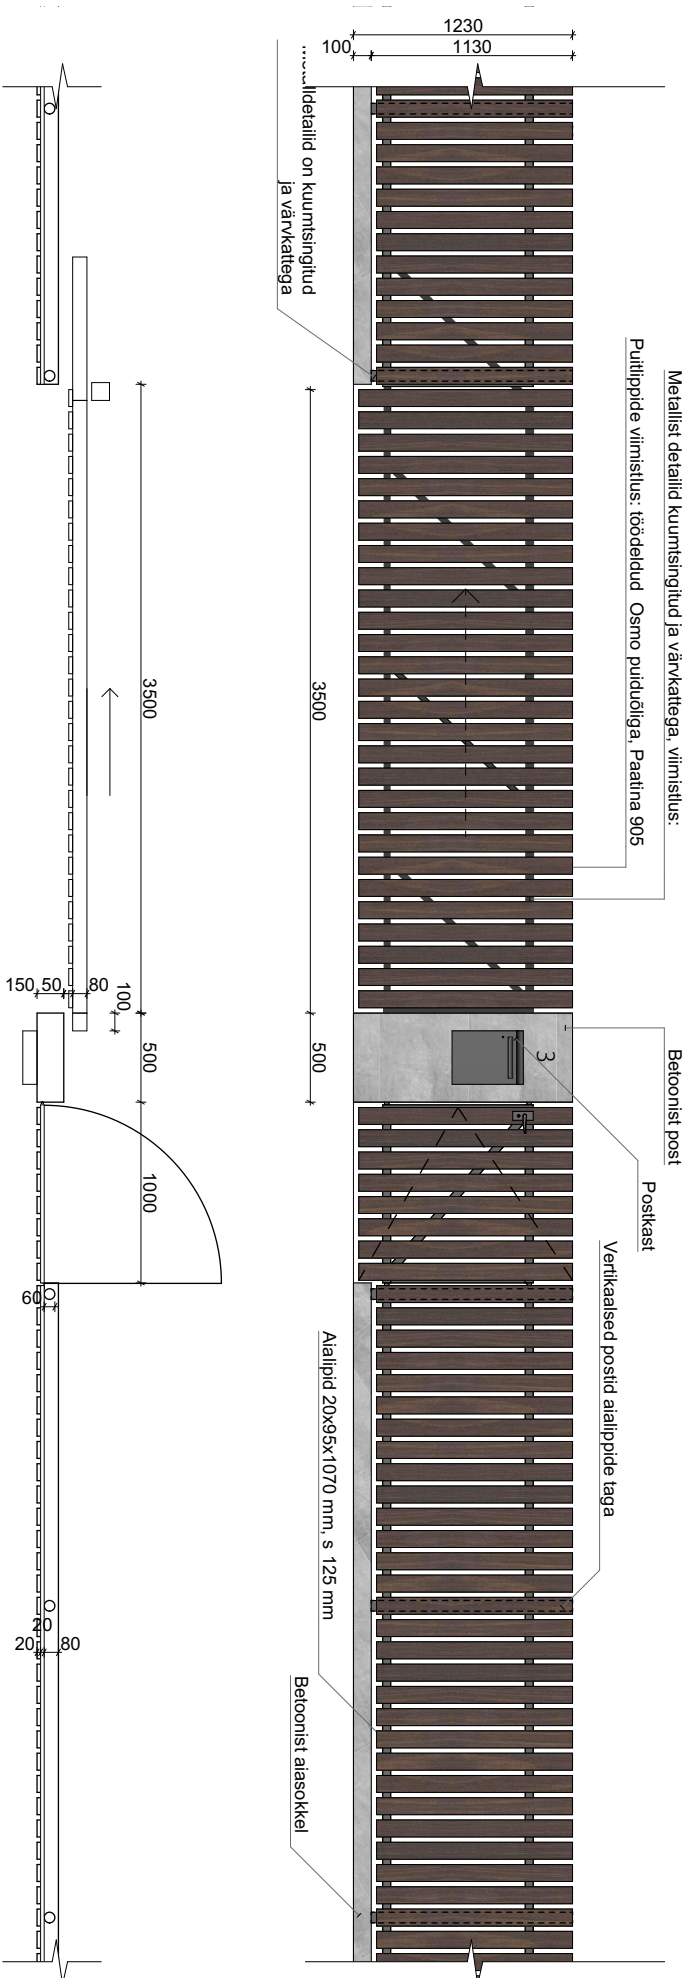 1230
100
1130
Metallist detailid kuumtsingitud ja värvkattega, viimistlus:
Puitlippide viimistlus: töödeldud Osmo puiduõliga, Paatina 905
Betoonist post
Postkast
Vertikaalsed postid aialippide taga
3
detailid on kuumtsingitud
ja värvkattega
3500
500
Aialipid 20x95x1070 mm, s 125 mm
Betoonist aiasokkel
3500
500
1000
100
150
50
80
60
20
20
80